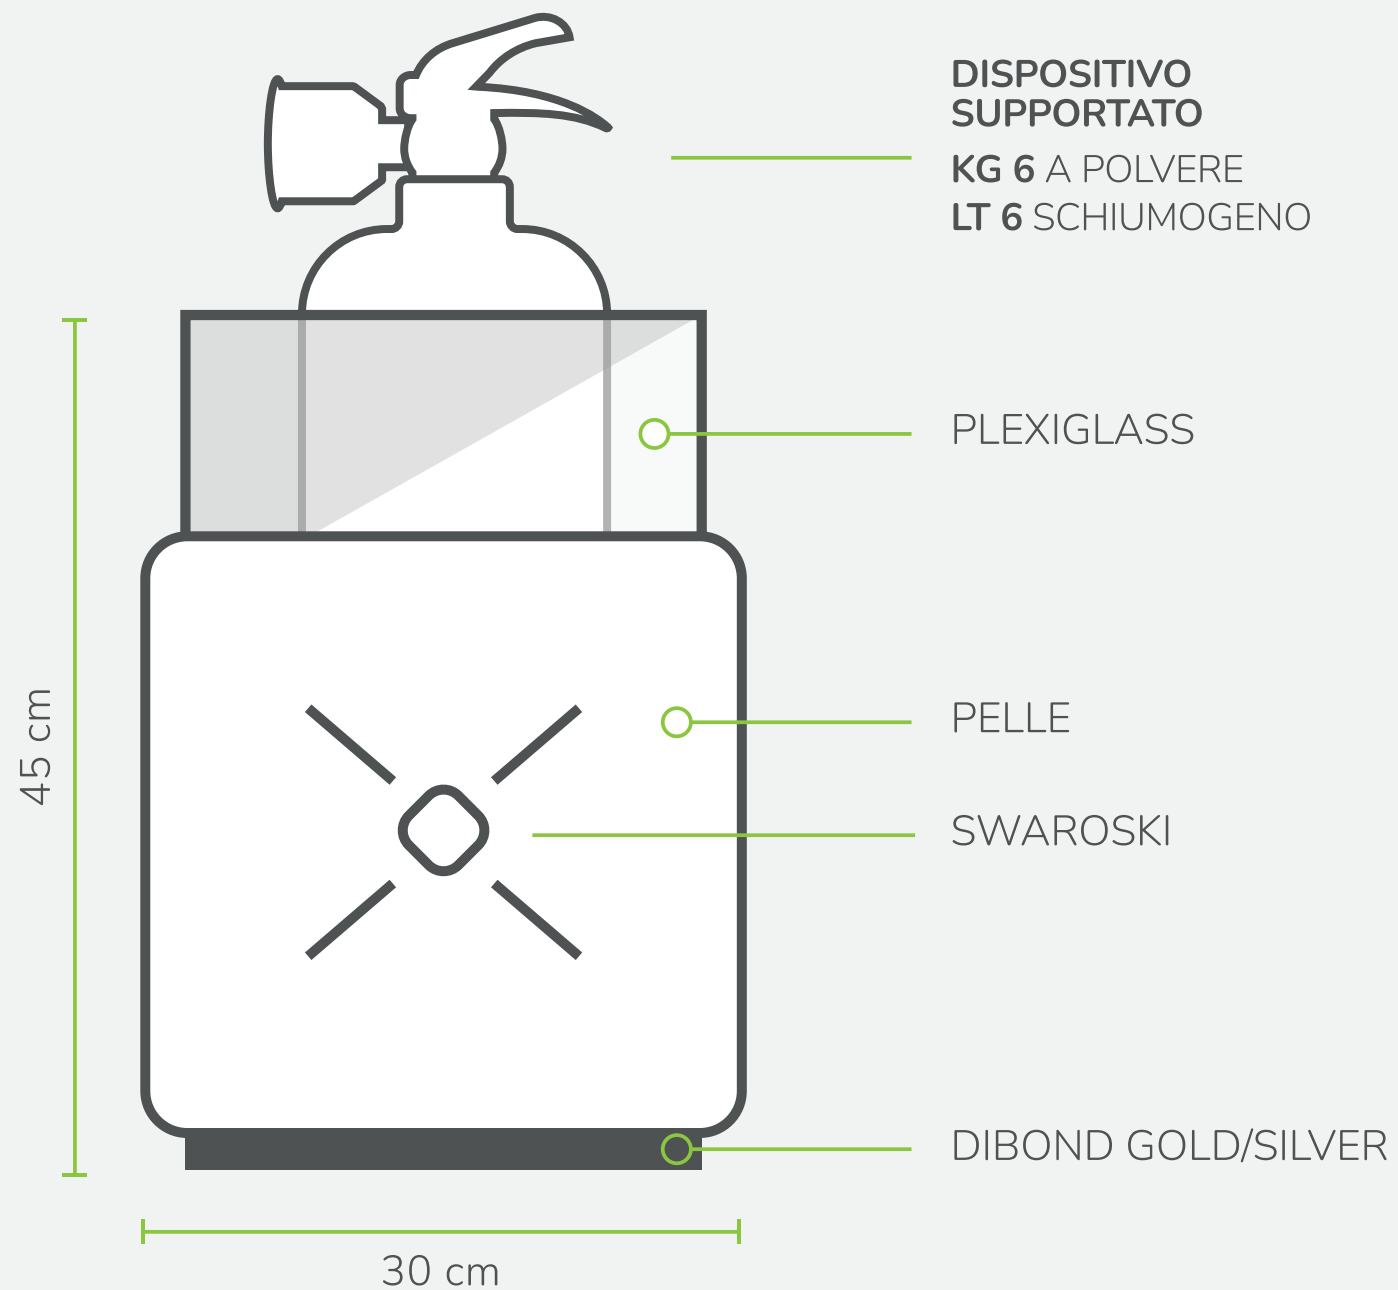 DISPOSITIVO
SUPPORTATO
KG 6 A POLVERE
LT 6 SCHIUMOGENO
PLEXIGLASS
PELLE
SWAROSKI
DIBOND GOLD/SILVER
45 cm
30 cm